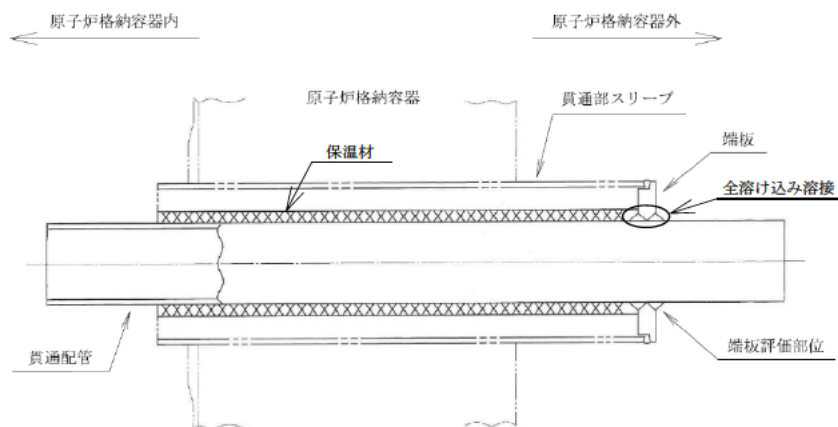 原子炉格納容器内
原子炉格納容器外
原子炉格納容器
貫通部スリーブ
保温材
端板
全溶け込み溶接
貫通配管
端板評価部位